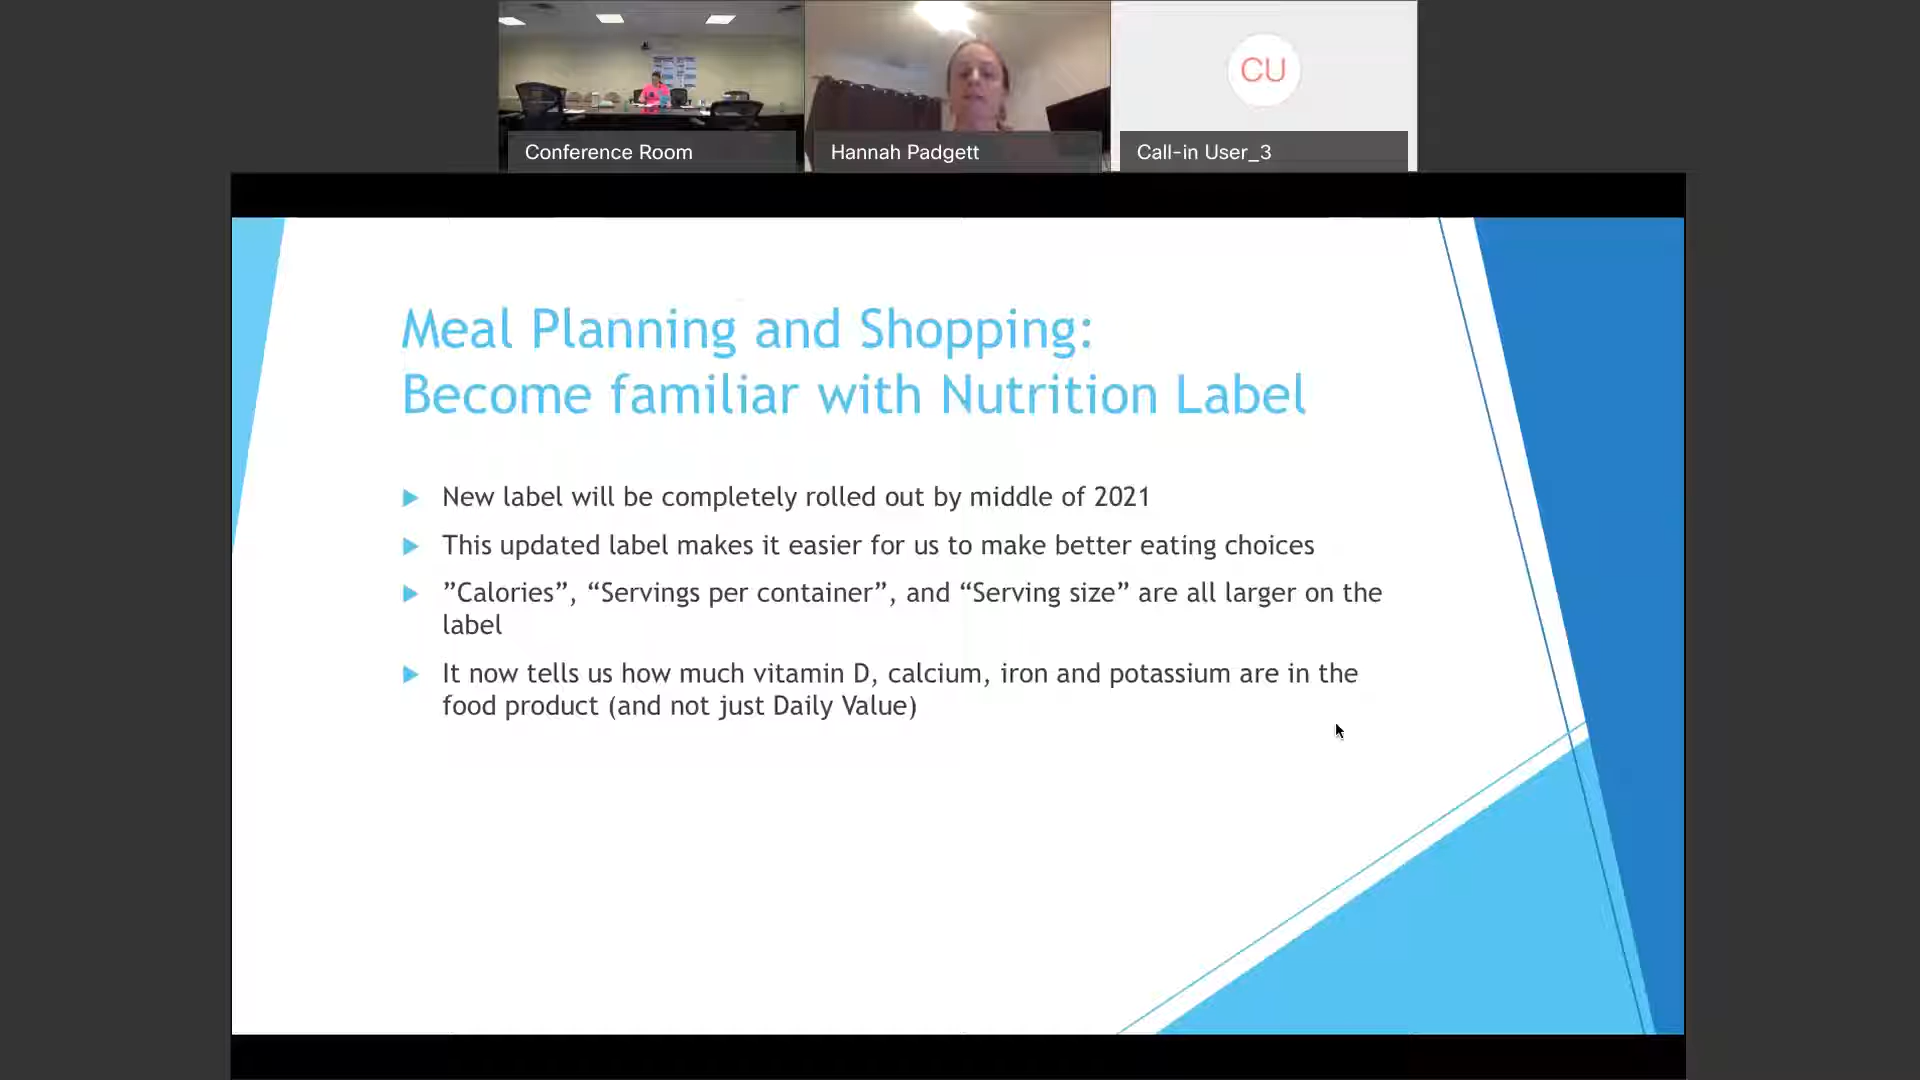 CU
Conference Room
Hannah Padgett
Call-in User_3
Meal Planning and Shopping:
Become familiar with Nutrition Label
New label will be completely rolled out by middle of 2021
This updated label makes it easier for us to make better eating choices
”Calories”, “Servings per container”, and “Serving size” are all larger on the
label
It now tells us how much vitamin D, calcium, iron and potassium are in the
food product (and not just Daily Value)